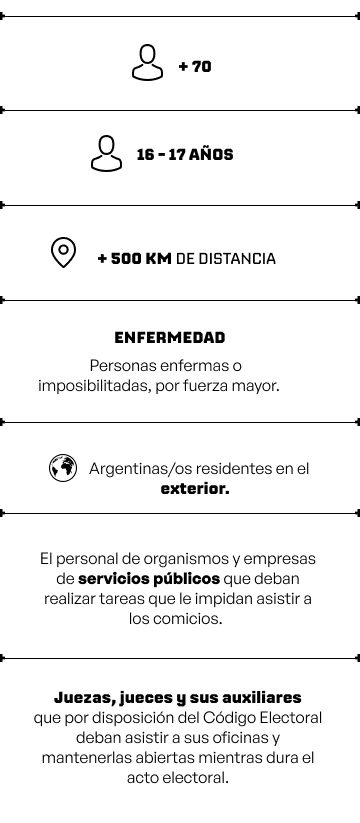 + 70
16 - 17 AÑOS
+ 500 KM DE DISTANCIA
ENFERMEDAD
Personas enfermas o
imposibilitadas, por fuerza mayor.
Argentinas/os residentes en el
exterior.
El personal de organismos y empresas
de servicios públicos que deban
realizar tareas que le impidan asistir a
los comicios.
Juezas, jueces y sus auxiliares
que por disposición del Código Electoral
deban asistir a sus oficinas y
mantenerlas abiertas mientras dura el
acto electoral.